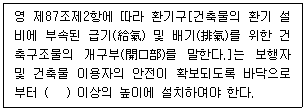 영 제87조제2항에 따라 환기구[건축물의 환기 설
비에 부속된 급기(給氣) 및 배기(排氣)를 위한 건
축구조물의 개구부(開口部)를 말한다.]는 보행자
및 건축물 이용자의 안전이 확보되도록 바닥으로
부터 (    ) 이상의 높이에 설치하여야 한다.